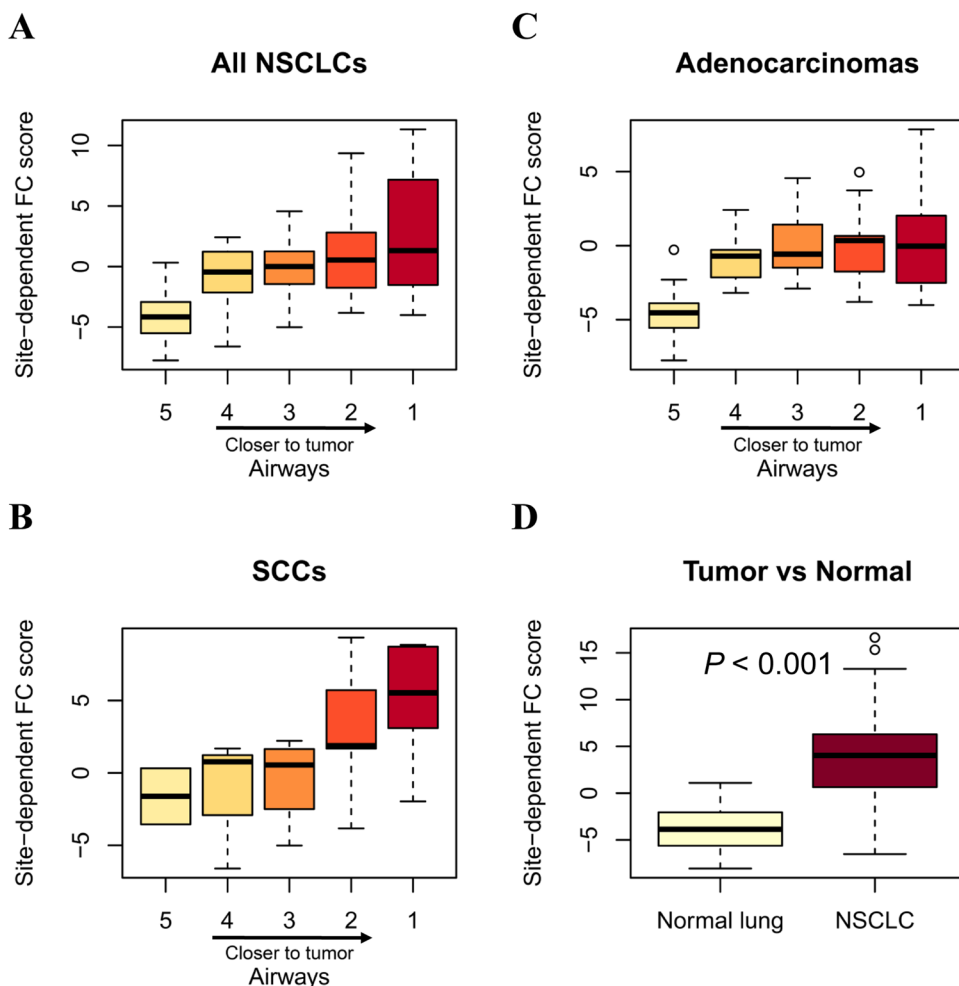 A
All NSCLCs
Site-dependent FC score
10
5
0
−5
5 4 3 2 1
Closer to tumor
Airways
C
Adenocarcinomas
Site-dependent FC score
5
0
−5
5 4 3 2 1
Closer to tumor
Airways
B
SCCs
Site-dependent FC score
5
0
−5
5 4 3 2 1
Closer to tumor
Airways
D
Tumor vs Normal
Site-dependent FC score
15
10
5
0
−5
P < 0.001
Normal lung NSCLC